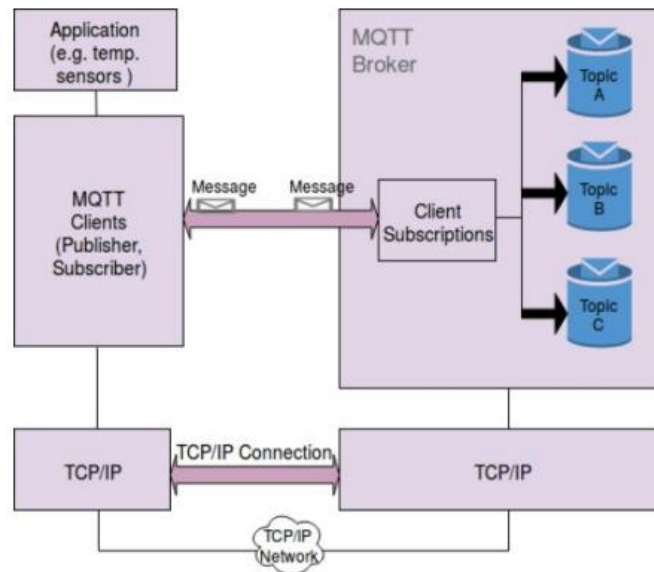 Application
(e.g. temp.
sensors )
MQTT
Broker
Topic
A
Topic
B
Topic
C
Message
Message
MQTT
Clients
(Publisher,
Subscriber)
Client
Subscriptions
TCP/IP
TCP/IP Connection
TCP/IP
TCP/IP
Network